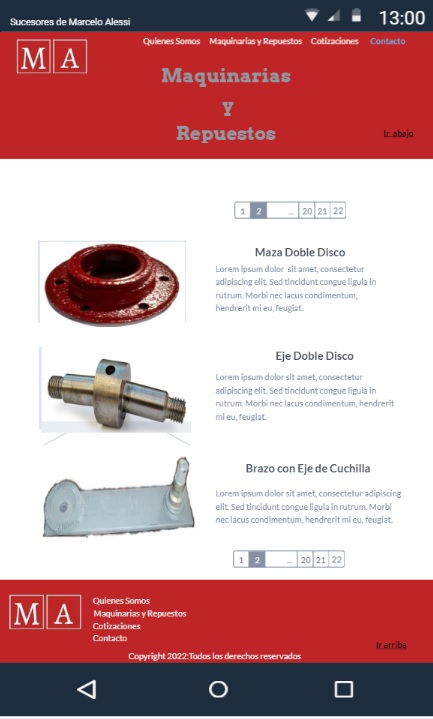 Sucesores de Marcelo Alessi
13:00
M A
Quienes Somos Maquinarias y Repuestos Cotizaciones Contacto
Maquinarias
y
Repuestos
Ir abajo
1 2 ... 20 21 22
Maza Doble Disco
Lorem ipsum dolor sit amet, consectetur
adipiscing elit. Sed tincidunt congue ligula in
rutrum. Morbi nec lacus condimentum,
hendrerit mi eu, feugiat.
Eje Doble Disco
Lorem ipsum dolor sit amet, consectetur
adipiscing elit. Sed tincidunt congue ligula in
rutrum. Morbi nec lacus condimentum, hendrerit
mi eu, feugiat.
Brazo con Eje de Cuchilla
Lorem ipsum dolor sit amet, consectetur adipiscing
elit. Sed tincidunt congue ligula in rutrum. Morbi
nec lacus condimentum, hendrerit mi eu, feugiat.
1 2 ... 20 21 22
M A
Quienes Somos
Maquinarias y Repuestos
Cotizaciones
Contacto
Ir arriba
Copyright 2022:Todos los derechos reservados